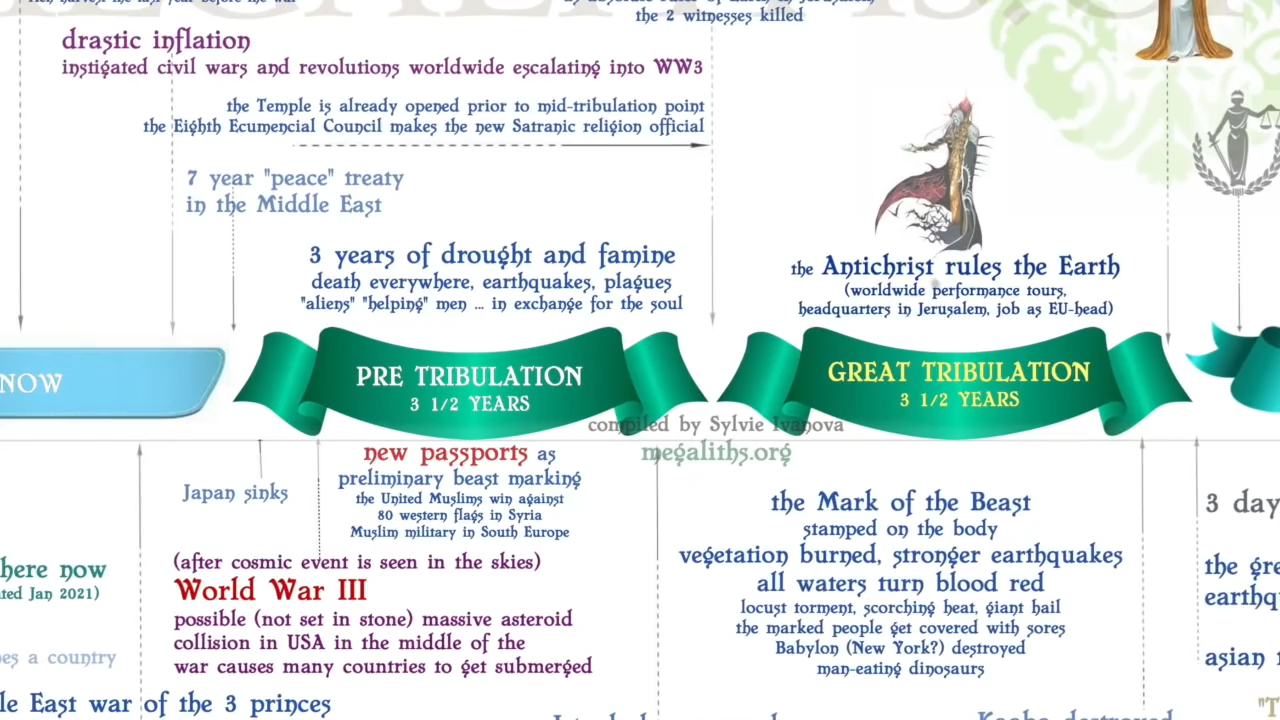 the 2 witnesses killed
drastic inflation
instigated civil wars and revolutions worldwide escalating into WW3
the Temple is already opened prior to mid-tribulation point
the Eighth Ecumencial Council makes the new Satranic religion official
7 year "peace" treaty
in the Middle East
3 years of drought and famine
death everywhere, earthquakes, plagues
"aliens" "helping" men ... in exchange for the soul
the Antichrist rules the Earth
(worldwide performance tours,
headquarters in Jerusalem, job as EU-head)
NOW
PRE TRIBULATION
3 1/2 YEARS
GREAT TRIBULATION
3 1/2 YEARS
compiled by Sylvie Ivanova
megaliths.org
new passports as
preliminary beast marking
the United Muslims win against
80 western flags in Syria
Muslim military in South Europe
Japan sinks
(after cosmic event is seen in the skies)
World War III
possible (not set in stone) massive asteroid
collision in USA in the middle of the
war causes many countries to get submerged
here now
Jan 2021)
a country
East war of the 3 princes
the Mark of the Beast
stamped on the body
vegetation burned, stronger earthquakes
all waters turn blood red
locust torment, scorching heat, giant hail
the marked people get covered with sores
Babylon (New York?) destroyed
man-eating dinosaurs
3
the
asian